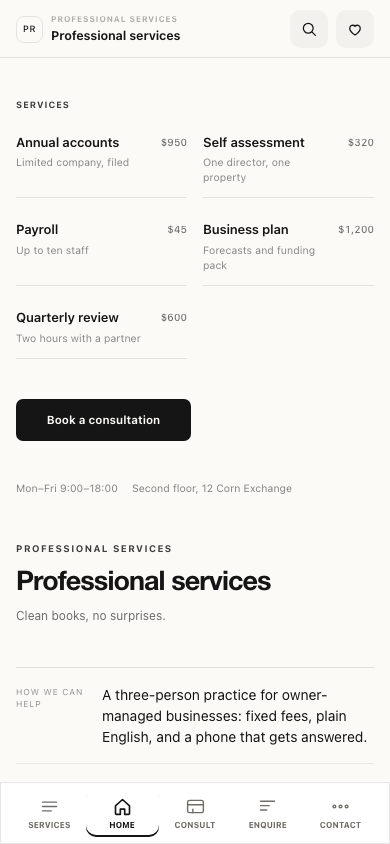 PR
PROFESSIONAL SERVICES
Professional services
SERVICES
Annual accounts $950
Limited company, filed
Self assessment $320
One director, one
property
Payroll $45
Up to ten staff
Business plan $1,200
Forecasts and funding
pack
Quarterly review $600
Two hours with a partner
Book a consultation
Mon–Fri 9:00–18:00 Second floor, 12 Corn Exchange
PROFESSIONAL SERVICES
Professional services
Clean books, no surprises.
HOW WE CAN
HELP
A three-person practice for owner-
managed businesses: fixed fees, plain
English, and a phone that gets answered.
SERVICES
HOME
CONSULT
ENQUIRE
CONTACT